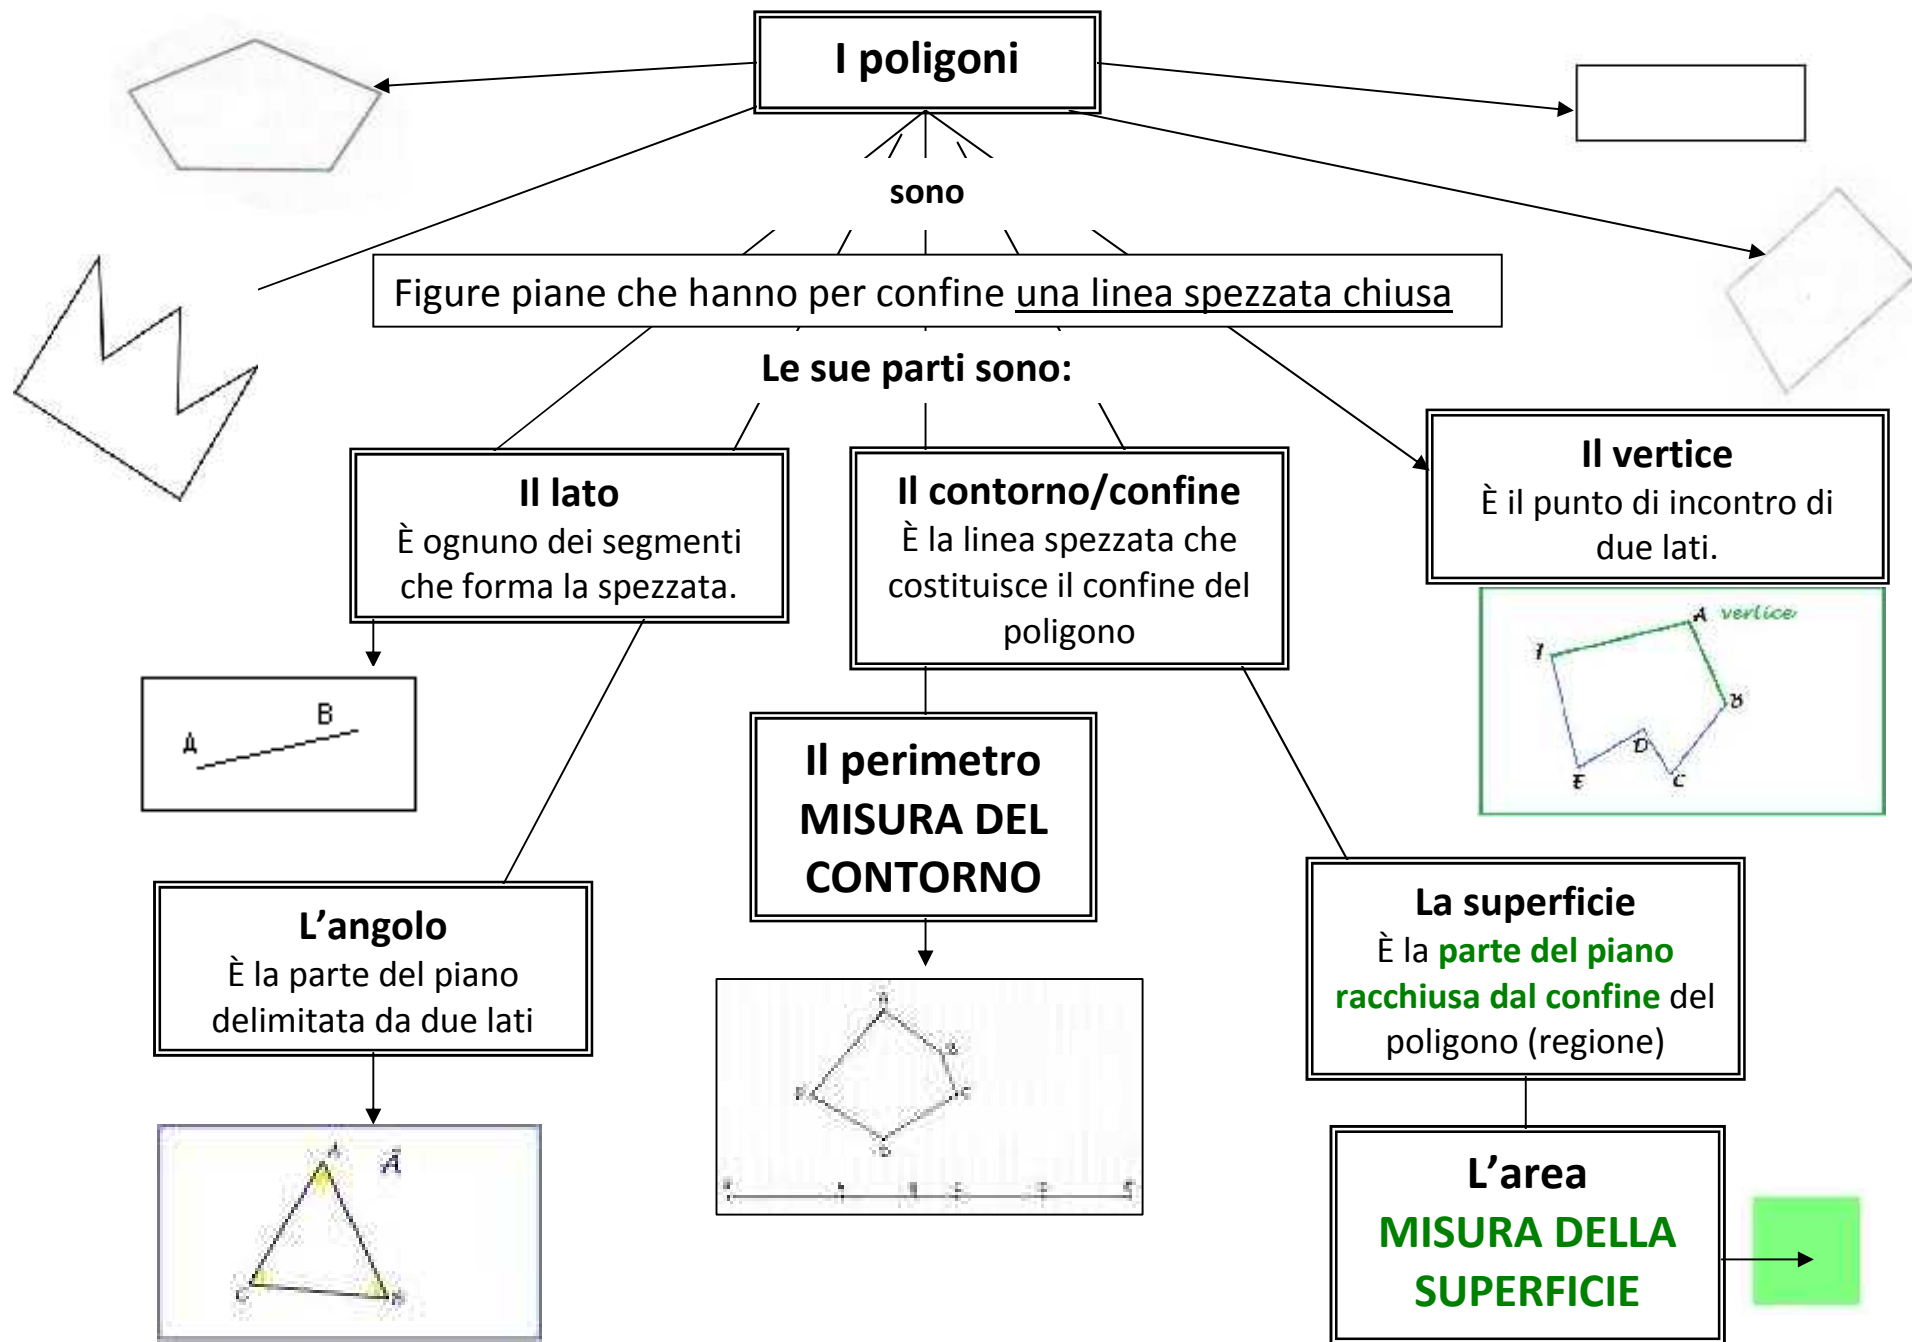 I poligoni
sono
Figure piane che hanno per confine una linea spezzata chiusa
Le sue parti sono:
Il lato
È ognuno dei segmenti
che forma la spezzata.
Il contorno/confine
È la linea spezzata che
costituisce il confine del
poligono
Il vertice
È il punto di incontro di
due lati.
A vertice
B
D
E
C
A
B
Il perimetro
MISURA DEL
CONTORNO
L’angolo
È la parte del piano
delimitata da due lati
La superficie
È la parte del piano
racchiusa dal confine del
poligono (regione)
A
B
C
D
A
C
B
L’area
MISURA DELLA
SUPERFICIE